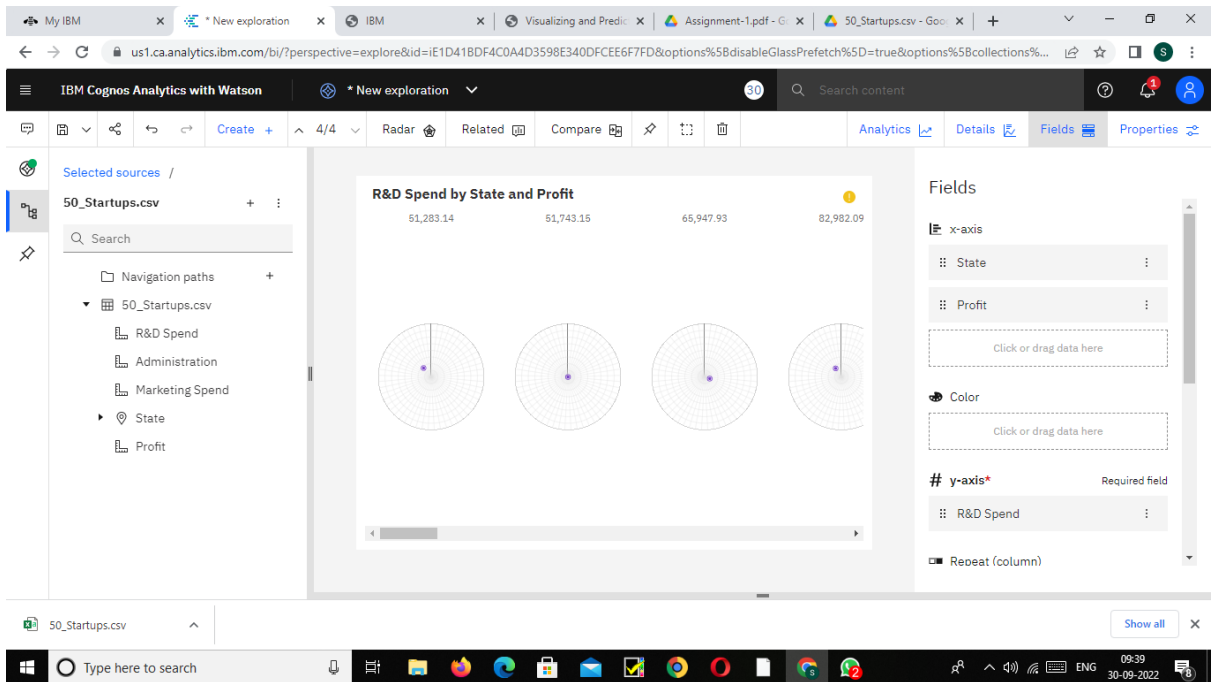 My IBM
* New exploration
IBM
Visualizing and Predic
Assignment-1.pdf - Go
50_Startups.csv - Goo
us1.ca.analytics.ibm.com/bi/?perspective=explore&id=iE1D41BDF4C0A4D3598E340DFCEE6F7FD&options%5BdisableGlassPrefetch%5D=true&options%5Bcollections%...
S
IBM Cognos Analytics with Watson
* New exploration
30
Search content
1
Create +
4/4
Radar
Related
Compare
Analytics
Details
Fields
Properties
Selected sources /
50_Startups.csv
Search
Navigation paths
50_Startups.csv
R&D Spend
Administration
Marketing Spend
State
Profit
R&D Spend by State and Profit
51,283.14 51,743.15 65,947.93 82,982.09
Fields
x-axis
State
Profit
Click or drag data here
Color
Click or drag data here
# y-axis* Required field
R&D Spend
Repeat (column)
50_Startups.csv
Show all
Type here to search
2
ENG
09:39
30-09-2022
8